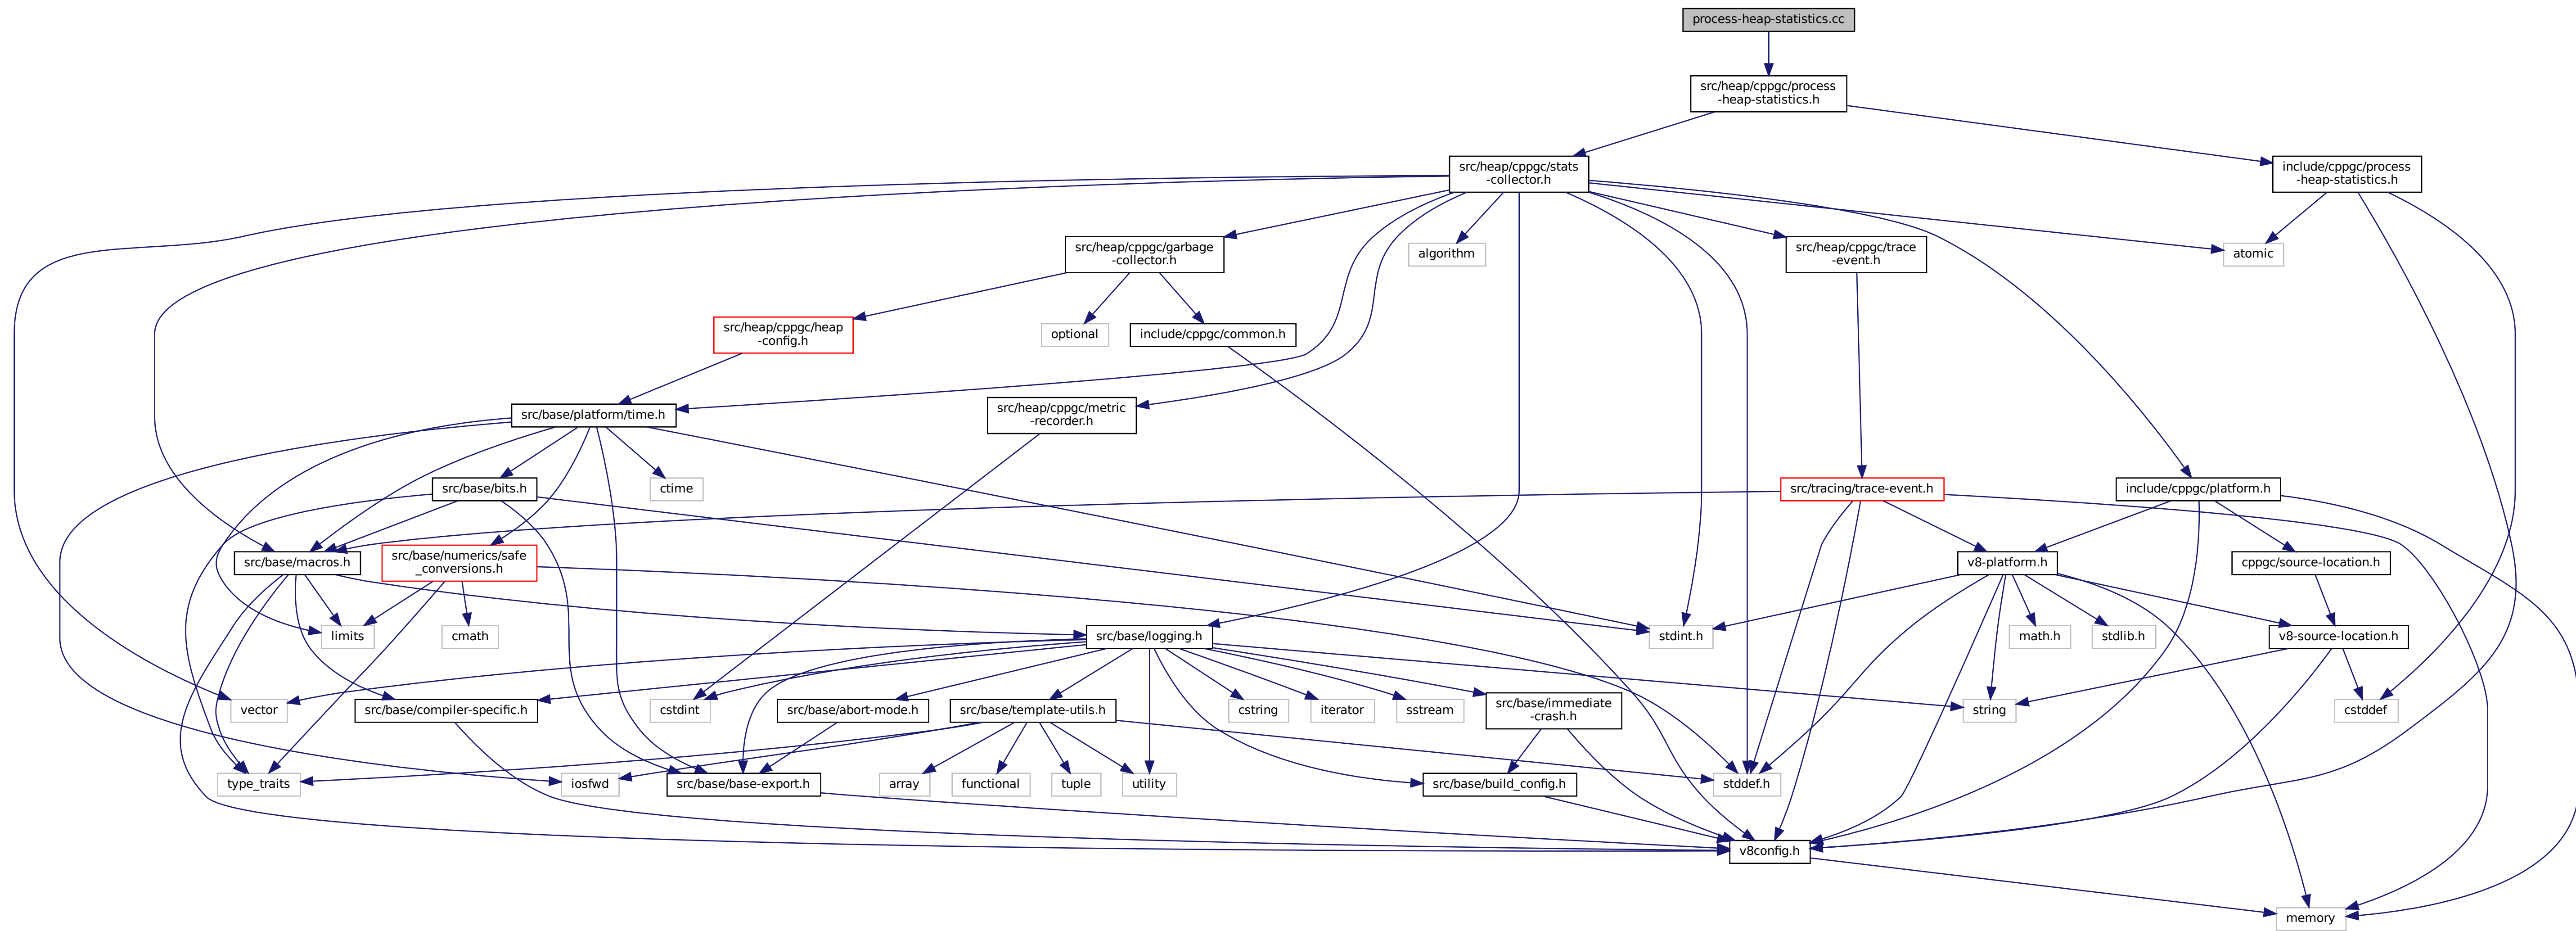 process-heap-statistics.cc
src/heap/cppgc/process
-heap-statistics.h
src/heap/cppgc/stats
-collector.h
include/cppgc/process
-heap-statistics.h
src/heap/cppgc/garbage
-collector.h
algorithm
src/heap/cppgc/trace
-event.h
atomic
src/heap/cppgc/heap
-config.h
optional
include/cppgc/common.h
src/base/platform/time.h
src/heap/cppgc/metric
-recorder.h
src/base/bits.h
ctime
src/tracing/trace-event.h
include/cppgc/platform.h
src/base/macros.h
src/base/numerics/safe
_conversions.h
v8-platform.h
cppgc/source-location.h
limits
cmath
src/base/logging.h
stdint.h
math.h
stdlib.h
v8-source-location.h
vector
src/base/compiler-specific.h
cstdint
src/base/abort-mode.h
src/base/template-utils.h
cstring
iterator
sstream
src/base/immediate
-crash.h
string
cstddef
type_traits
iosfwd
src/base/base-export.h
array
functional
tuple
utility
src/base/build_config.h
stddef.h
v8config.h
memory